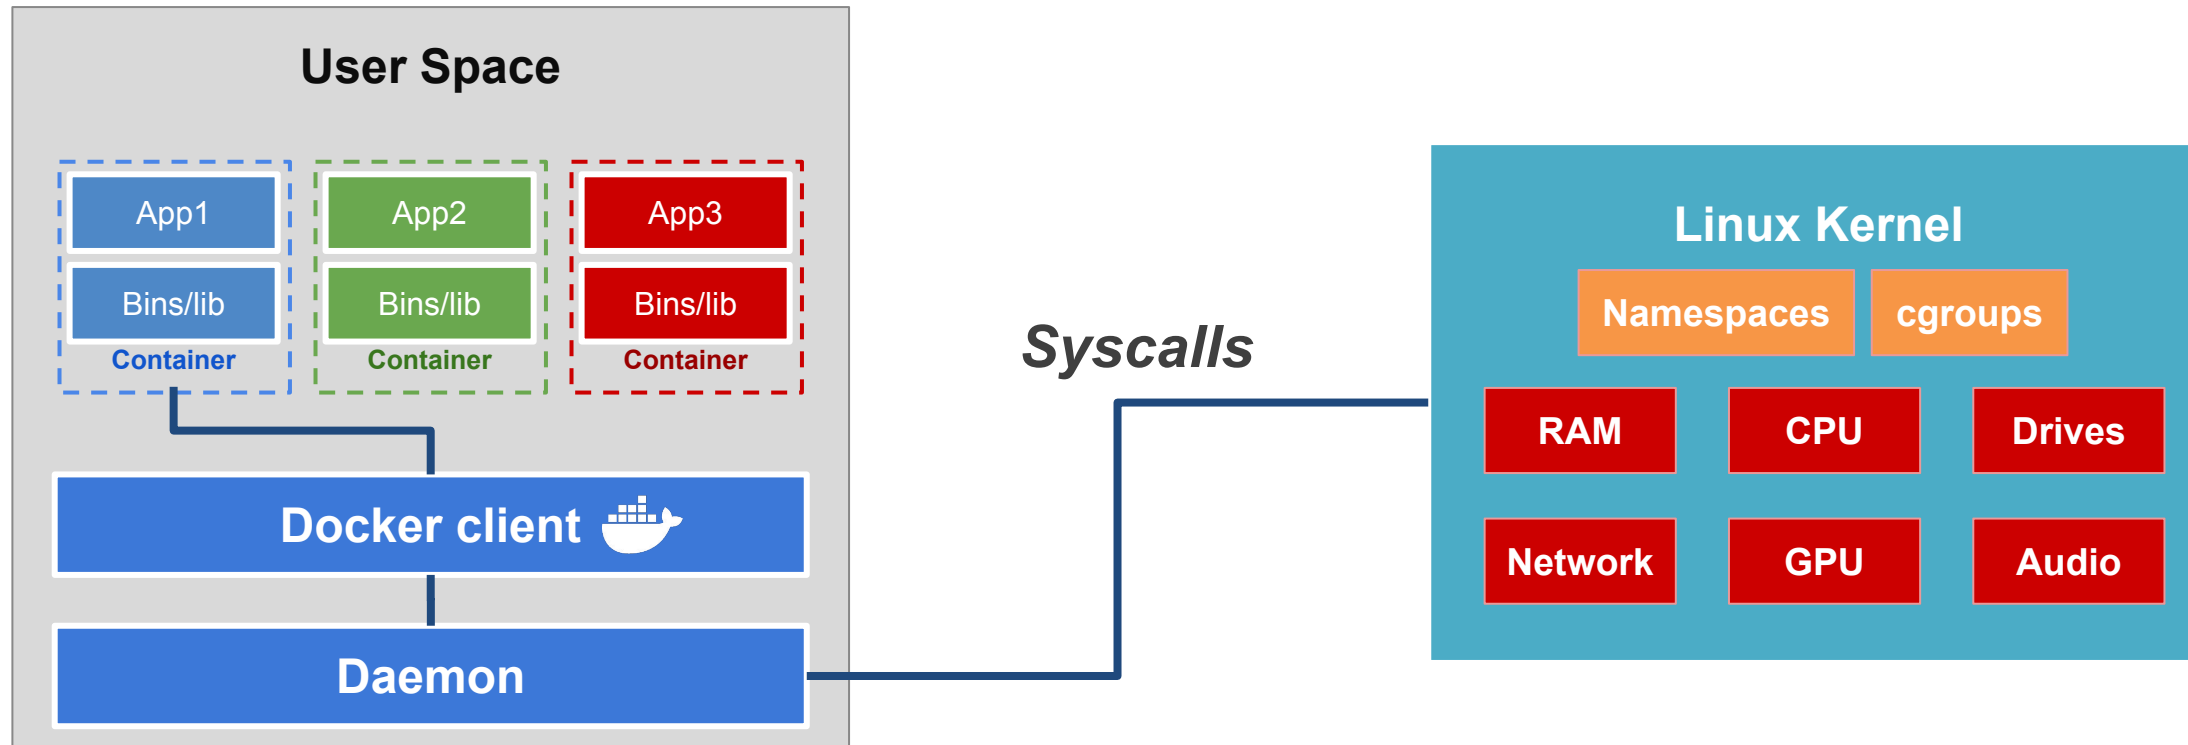 User Space
App1
App2
App3
Bins/lib
Bins/lib
Bins/lib
Container
Container
Container
Docker client
Daemon
Syscalls
Linux Kernel
Namespaces
cgroups
RAM
CPU
Drives
Network
GPU
Audio